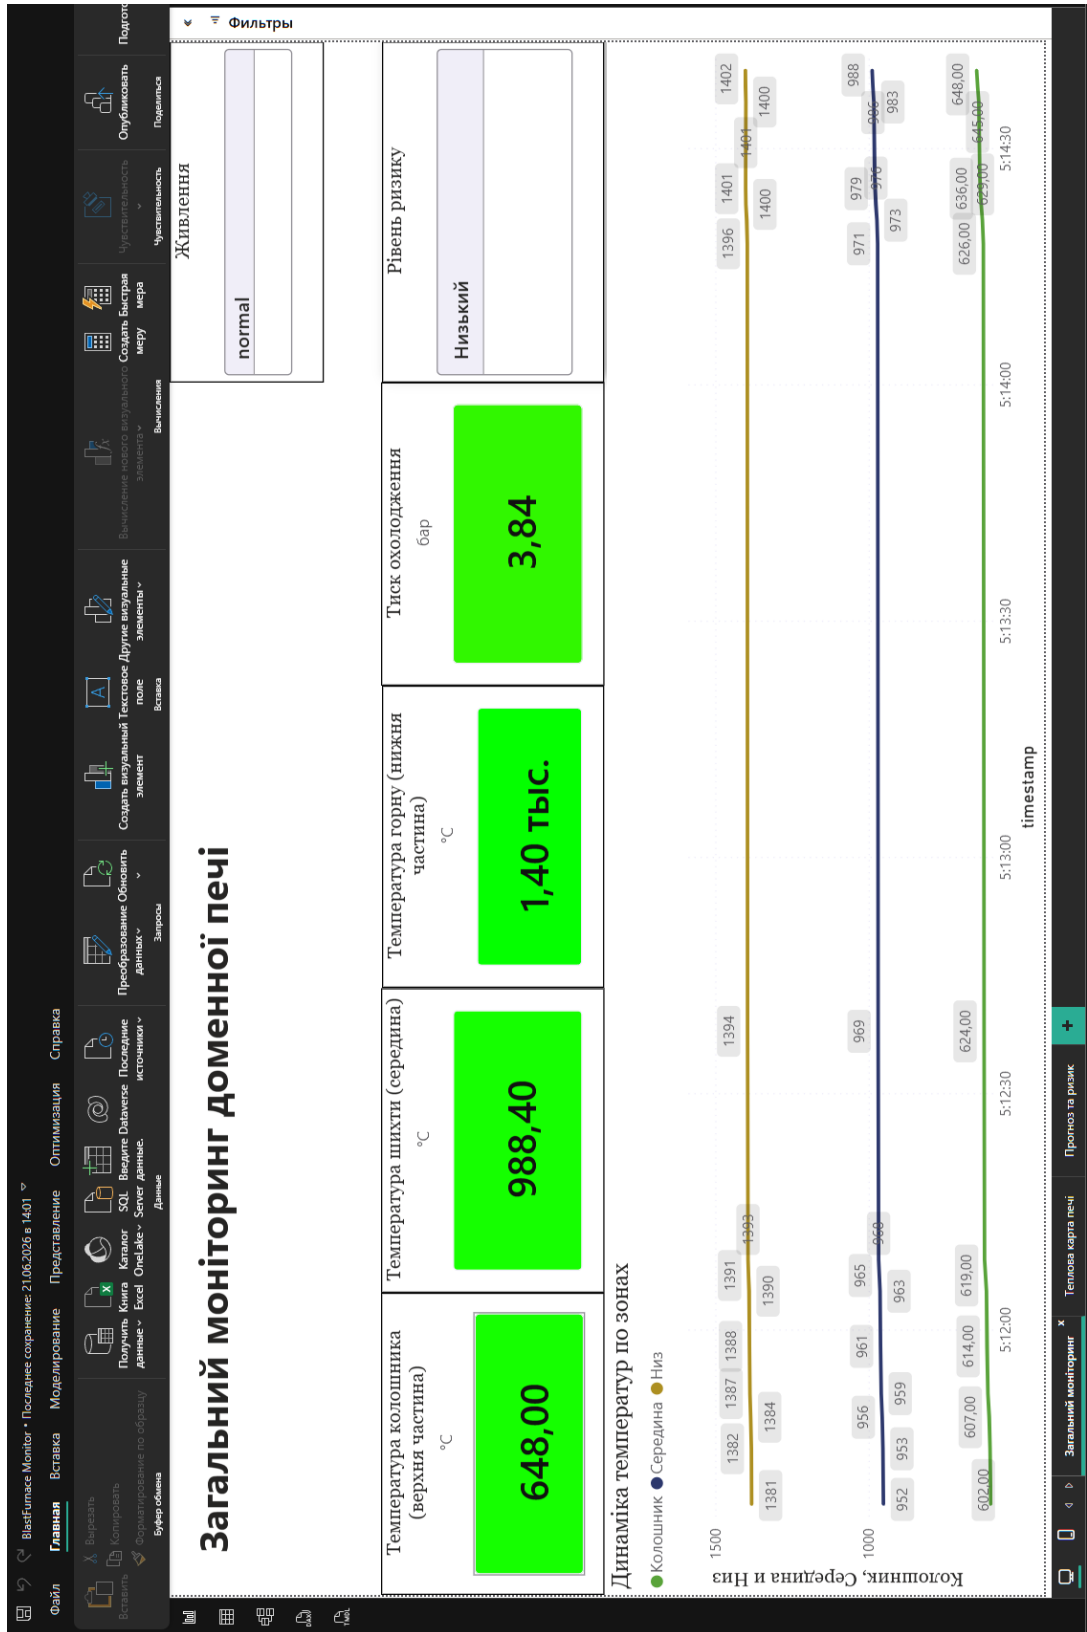 BlastFurnace Monitor • Последнее сохранение: 21.06.2026 в 14:01
Файл Главная Вставка Моделирование Представление Оптимизация Справка
Вставить
Вырезать
Копировать
Форматирование по образцу
Буфер обмена
Получить данные
Книга Excel
Каталог OneLake
SQL Server
Введите данные.
Dataverse
Последние источники
Данные
Преобразование данных
Обновить
Запросы
Создать визуальный элемент
Текстовое поле
Другие визуальные элементы
Вставка
Вычисление нового визуального элемента
Создать меру
Быстрая мера
Вычисления
Чувствительность
Чувствительность
Опубликовать
Поделиться
Подгото
Загальний моніторинг доменної печі
Живлення
normal
Температура колошника (верхня частина)
°C
648,00
Температура шихти (середина)
°C
988,40
Температура горну (нижня частина)
°C
1,40 тыс.
Тиск охолодження
бар
3,84
Рівень ризику
Низький
Динаміка температур по зонах
Колошник Середина Низ
Колошник, Середина и Низ
1500
1000
1381 1382 1384 1387 1388 1390 1391 1393 1394 1396 1400 1401 1401 1400 1402
952 953 956 959 961 963 965 968 969 971 973 979 976 983 986 988
602,00 607,00 614,00 619,00 624,00 626,00 636,00 629,00 645,00 648,00
5:12:00 5:12:30 5:13:00 5:13:30 5:14:00 5:14:30
timestamp
Фильтры
DAX
TMDL
Загальний моніторинг
Теплова карта печі
Прогноз та ризик
+